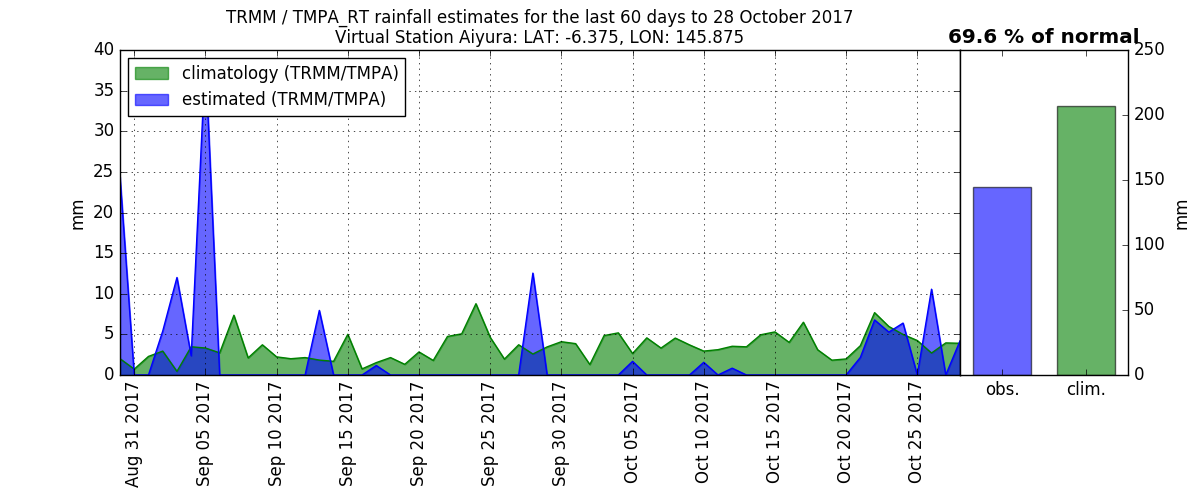 TRMM / TMPA_RT rainfall estimates for the last 60 days to 28 October 2017
Virtual Station Aiyura: LAT: -6.375, LON: 145.875
69.6 % of normal
climatology (TRMM/TMPA)
estimated (TRMM/TMPA)
mm
40
35
30
25
20
15
10
5
0
Aug 31 2017
Sep 05 2017
Sep 10 2017
Sep 15 2017
Sep 20 2017
Sep 25 2017
Sep 30 2017
Oct 05 2017
Oct 10 2017
Oct 15 2017
Oct 20 2017
Oct 25 2017
obs.
clim.
250
200
150
100
50
0
mm